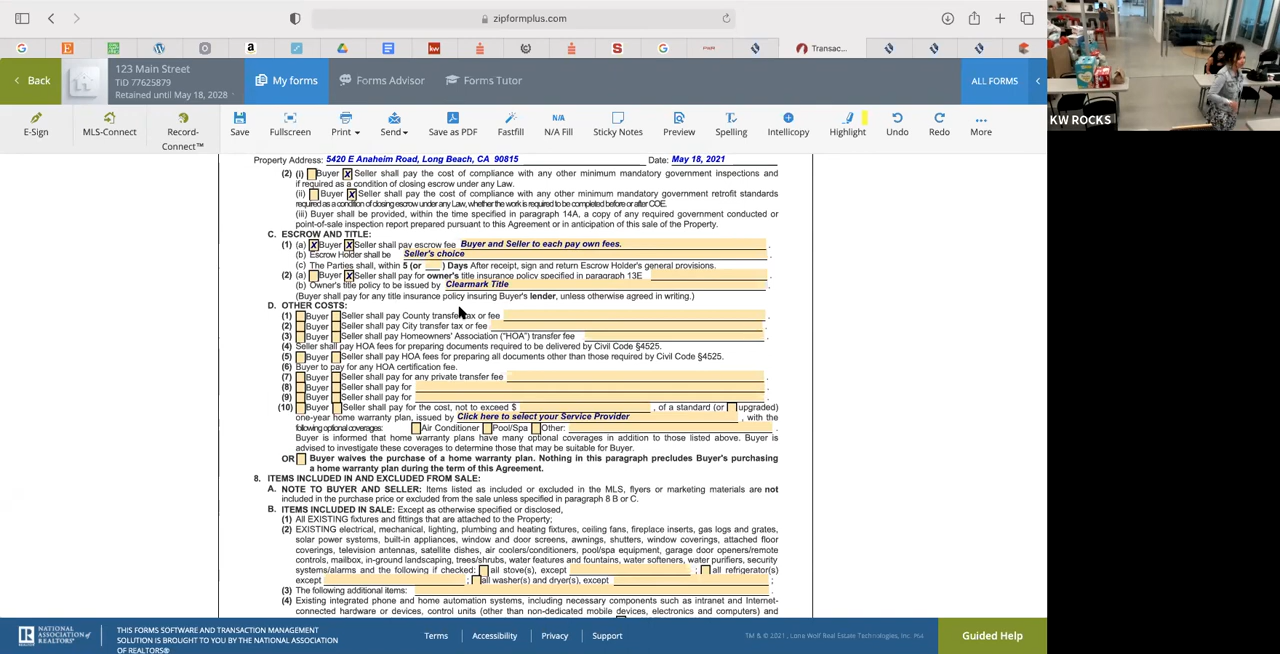 zipformplus.com
Transac...
Back
123 Main Street
TID 77625879
Retained until May 18, 2028
My forms
Forms Advisor
Forms Tutor
ALL FORMS
E-Sign
MLS-Connect
Record-Connect™
Save
Fullscreen
Print
Send
Save as PDF
Fastfill
N/A
N/A Fill
Sticky Notes
Preview
Spelling
Intellicopy
Highlight
Undo
Redo
More
KW ROCKS
Property Address: 5420 E Anaheim Road, Long Beach, CA 90815 Date: May 18, 2021
(2) (i) Buyer X Seller shall pay the cost of compliance with any other minimum mandatory government inspections and
if required as a condition of closing escrow under any Law.
(ii) Buyer X Seller shall pay the cost of compliance with any other minimum mandatory government retrofit standards
required as a condition of closing escrow under any Law, whether the work is required to be completed before or after COE.
(iii) Buyer shall be provided, within the time specified in paragraph 14A, a copy of any required government conducted or
point-of-sale inspection report prepared pursuant to this Agreement or in anticipation of this sale of the Property.
C. ESCROW AND TITLE:
(1) (a) X Buyer X Seller shall pay escrow fee Buyer and Seller to each pay own fees. .
(b) Escrow Holder shall be Seller's choice .
(c) The Parties shall, within 5 (or ) Days After receipt, sign and return Escrow Holder's general provisions.
(2) (a) Buyer X Seller shall pay for owner's title insurance policy specified in paragraph 13E .
(b) Owner's title policy to be issued by Clearmark Title .
(Buyer shall pay for any title insurance policy insuring Buyer's lender, unless otherwise agreed in writing.)
D. OTHER COSTS:
(1) Buyer Seller shall pay County transfer tax or fee .
(2) Buyer Seller shall pay City transfer tax or fee .
(3) Buyer Seller shall pay Homeowners' Association ("HOA") transfer fee .
(4) Seller shall pay HOA fees for preparing documents required to be delivered by Civil Code §4525.
(5) Buyer Seller shall pay HOA fees for preparing all documents other than those required by Civil Code §4525.
(6) Buyer to pay for any HOA certification fee.
(7) Buyer Seller shall pay for any private transfer fee .
(8) Buyer Seller shall pay for .
(9) Buyer Seller shall pay for .
(10) Buyer Seller shall pay for the cost, not to exceed $ , of a standard (or upgraded)
one-year home warranty plan, issued by Click here to select your Service Provider , with the
following optional coverages: Air Conditioner Pool/Spa Other: .
Buyer is informed that home warranty plans have many optional coverages in addition to those listed above. Buyer is
advised to investigate these coverages to determine those that may be suitable for Buyer.
OR Buyer waives the purchase of a home warranty plan. Nothing in this paragraph precludes Buyer's purchasing
a home warranty plan during the term of this Agreement.
8. ITEMS INCLUDED IN AND EXCLUDED FROM SALE:
A. NOTE TO BUYER AND SELLER: Items listed as included or excluded in the MLS, flyers or marketing materials are not
included in the purchase price or excluded from the sale unless specified in paragraph 8 B or C.
B. ITEMS INCLUDED IN SALE: Except as otherwise specified or disclosed,
(1) All EXISTING fixtures and fittings that are attached to the Property;
(2) EXISTING electrical, mechanical, lighting, plumbing and heating fixtures, ceiling fans, fireplace inserts, gas logs and grates,
solar power systems, built-in appliances, window and door screens, awnings, shutters, window coverings, attached floor
coverings, television antennas, satellite dishes, air coolers/conditioners, pool/spa equipment, garage door openers/remote
controls, mailbox, in-ground landscaping, trees/shrubs, water features and fountains, water softeners, water purifiers, security
systems/alarms and the following if checked: all stove(s), except ; all refrigerator(s)
except ; all washer(s) and dryer(s), except ;
(3) The following additional items: .
(4) Existing integrated phone and home automation systems, including necessary components such as intranet and Internet-
connected hardware or devices, control units (other than non-dedicated mobile devices, electronics and computers) and
NATIONAL ASSOCIATION of REALTORS®
THIS FORMS SOFTWARE AND TRANSACTION MANAGEMENT
SOLUTION IS BROUGHT TO YOU BY THE NATIONAL ASSOCIATION
OF REALTORS®
Terms
Accessibility
Privacy
Support
TM & © 2021, Lone Wolf Real Estate Technologies, Inc.
Guided Help